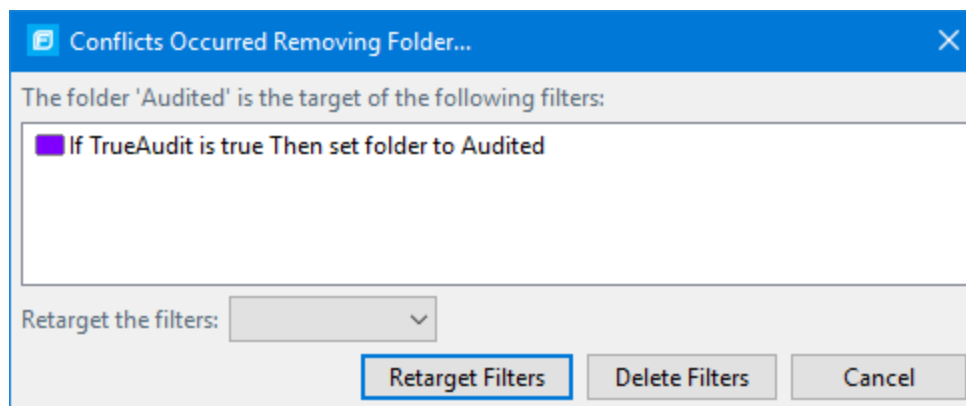 Conflicts Occurred Removing Folder...
The folder 'Audited' is the target of the following filters:
If TrueAudit is true Then set folder to Audited
Retarget the filters:
Retarget Filters Delete Filters Cancel